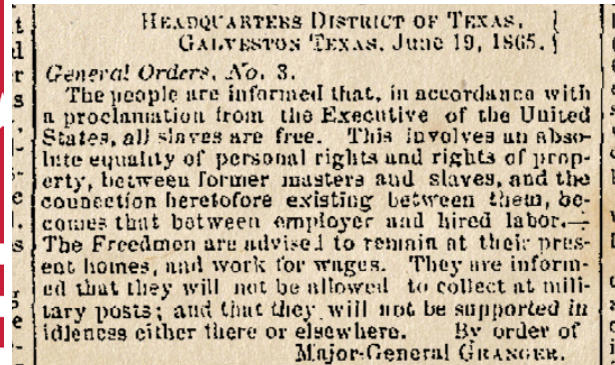 HEADQUARTERS DISTRICT OF TEXAS,
GALVESTON TEXAS, June 19, 1865.
General Orders, No. 3.
The people are informed that, in accordance with
a proclamation from the Executive of the United
States, all slaves are free. This involves an abso-
lute equality of personal rights and rights of prop-
erty, between former masters and slaves, and the
connection heretofore existing between them, be-
comes that between employer and hired labor.—
The Freedmen are advised to remain at their pres-
ent homes, and work for wages. They are inform-
ed that they will not be allowed to collect at mili-
tary posts; and that they will not be supported in
idleness either there or elsewhere. By order of
Major-General GRANGER.